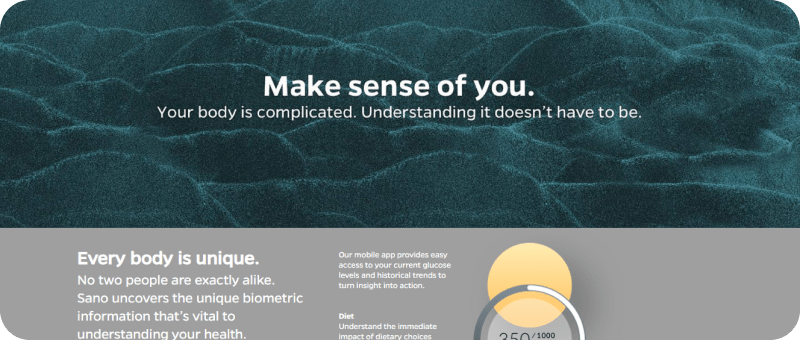 Make sense of you.
Your body is complicated. Understanding it doesn't have to be.
Every body is unique.
No two people are exactly alike.
Sano uncovers the unique biometric
information that's vital to
understanding your health.
Our mobile app provides easy
access to your current glucose
levels and historical trends to
turn insight into action.
Diet
Understand the immediate
impact of dietary choices
350/1000